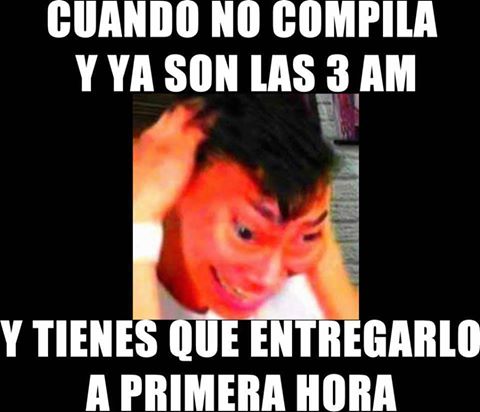 CUANDO NO COMPILA
Y YA SON LAS 3 AM
Y TIENES QUE ENTREGARLO
A PRIMERA HORA